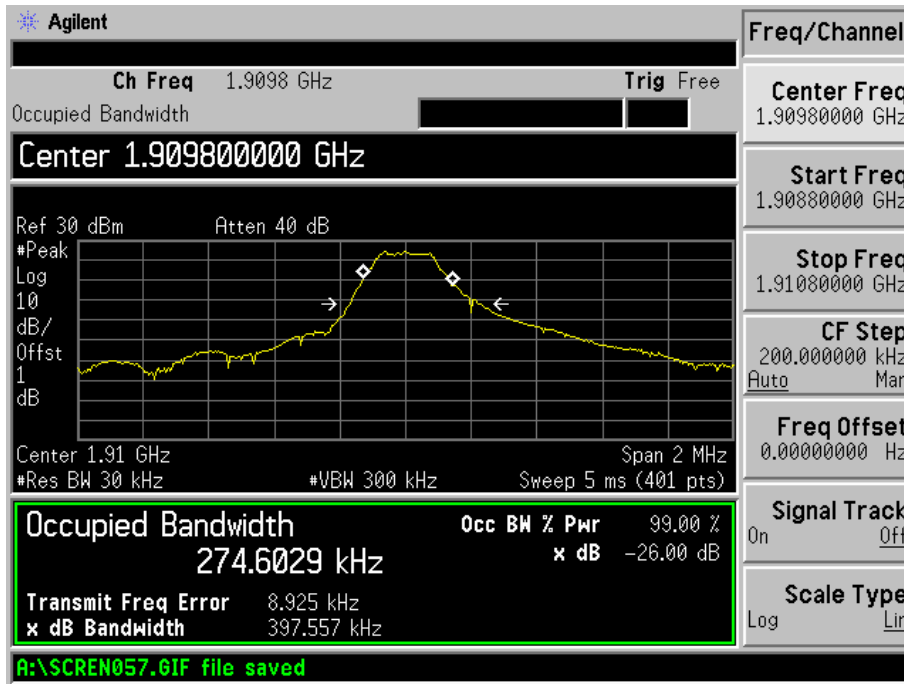 Agilent
Freq/Channel
Ch Freq 1.9098 GHz Trig Free
Occupied Bandwidth
Center 1.909800000 GHz
Ref 30 dBm Atten 40 dB
#Peak
Log
10
dB/
Offst
1
dB
Center 1.91 GHz Span 2 MHz
#Res BW 30 kHz #VBW 300 kHz Sweep 5 ms (401 pts)
Occupied Bandwidth
274.6029 kHz
Occ BW % Pwr 99.00 %
x dB -26.00 dB
Transmit Freq Error 8.925 kHz
x dB Bandwidth 397.557 kHz
A:\SCREN057.GIF file saved
Center Freq
1.90980000 GHz
Start Freq
1.90880000 GHz
Stop Freq
1.91080000 GHz
CF Step
200.000000 kHz
Auto Man
Freq Offset
0.00000000 Hz
Signal Track
On Off
Scale Type
Log Lin